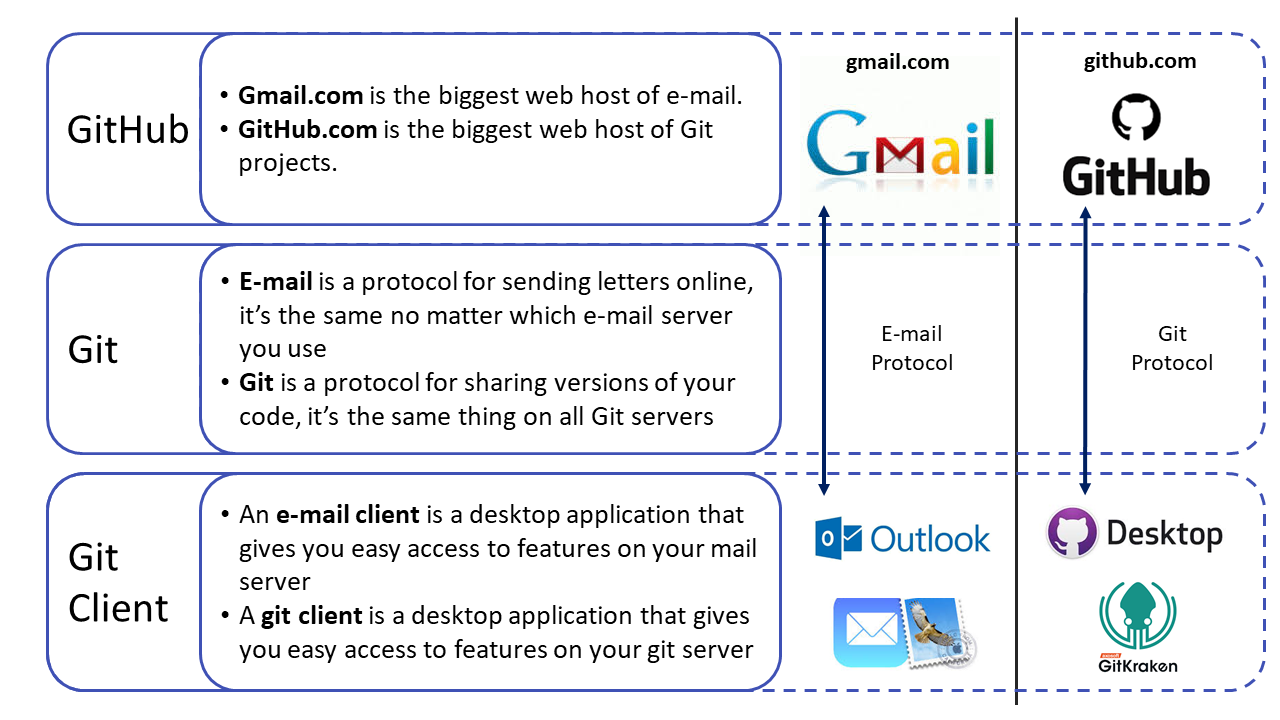 GitHub
• Gmail.com is the biggest web host of e-mail.
• GitHub.com is the biggest web host of Git
projects.
gmail.com
Gmail
github.com
GitHub
Git
• E-mail is a protocol for sending letters online,
it’s the same no matter which e-mail server
you use
• Git is a protocol for sharing versions of your
code, it’s the same thing on all Git servers
E-mail
Protocol
Git
Protocol
Git
Client
• An e-mail client is a desktop application that
gives you easy access to features on your mail
server
• A git client is a desktop application that gives
you easy access to features on your git server
Outlook
Desktop
GitKraken